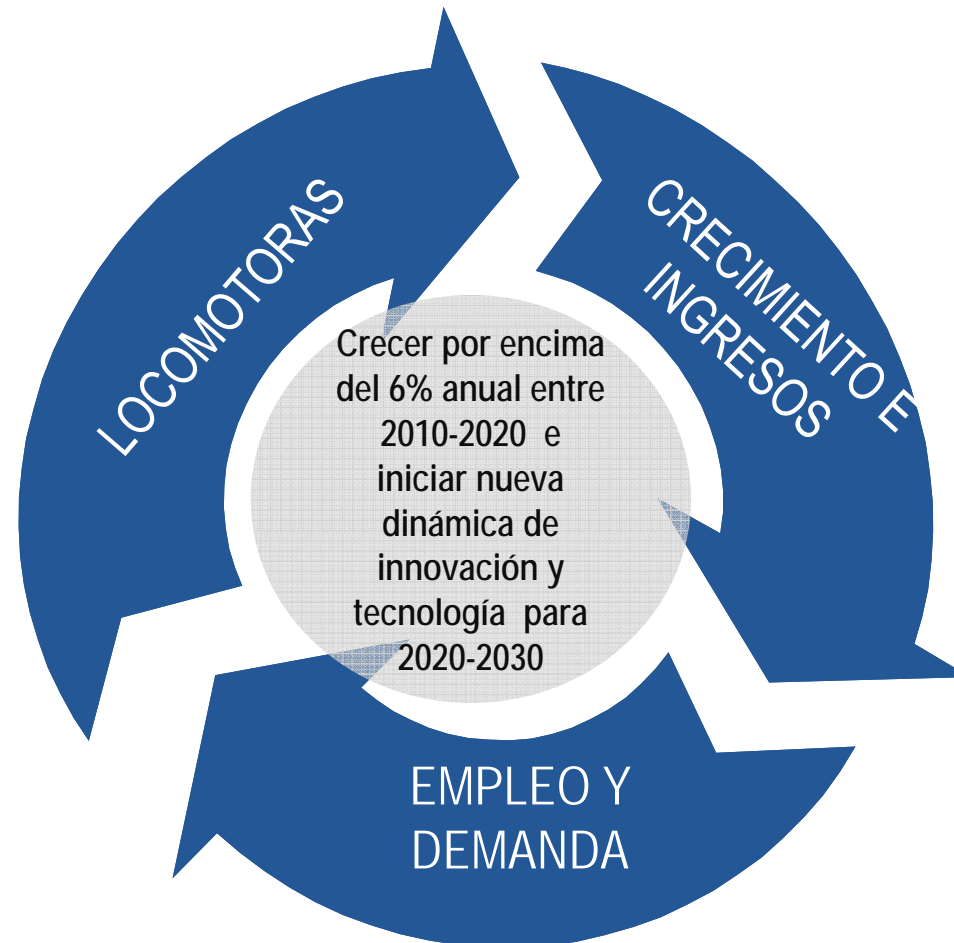 LOCOMOTORAS
CRECIMIENTO E
INGRESOS
Crecer por encima
del 6% anual entre
2010-2020 e
iniciar nueva
dinámica de
innovación y
tecnología para
2020-2030
EMPLEO Y
DEMANDA